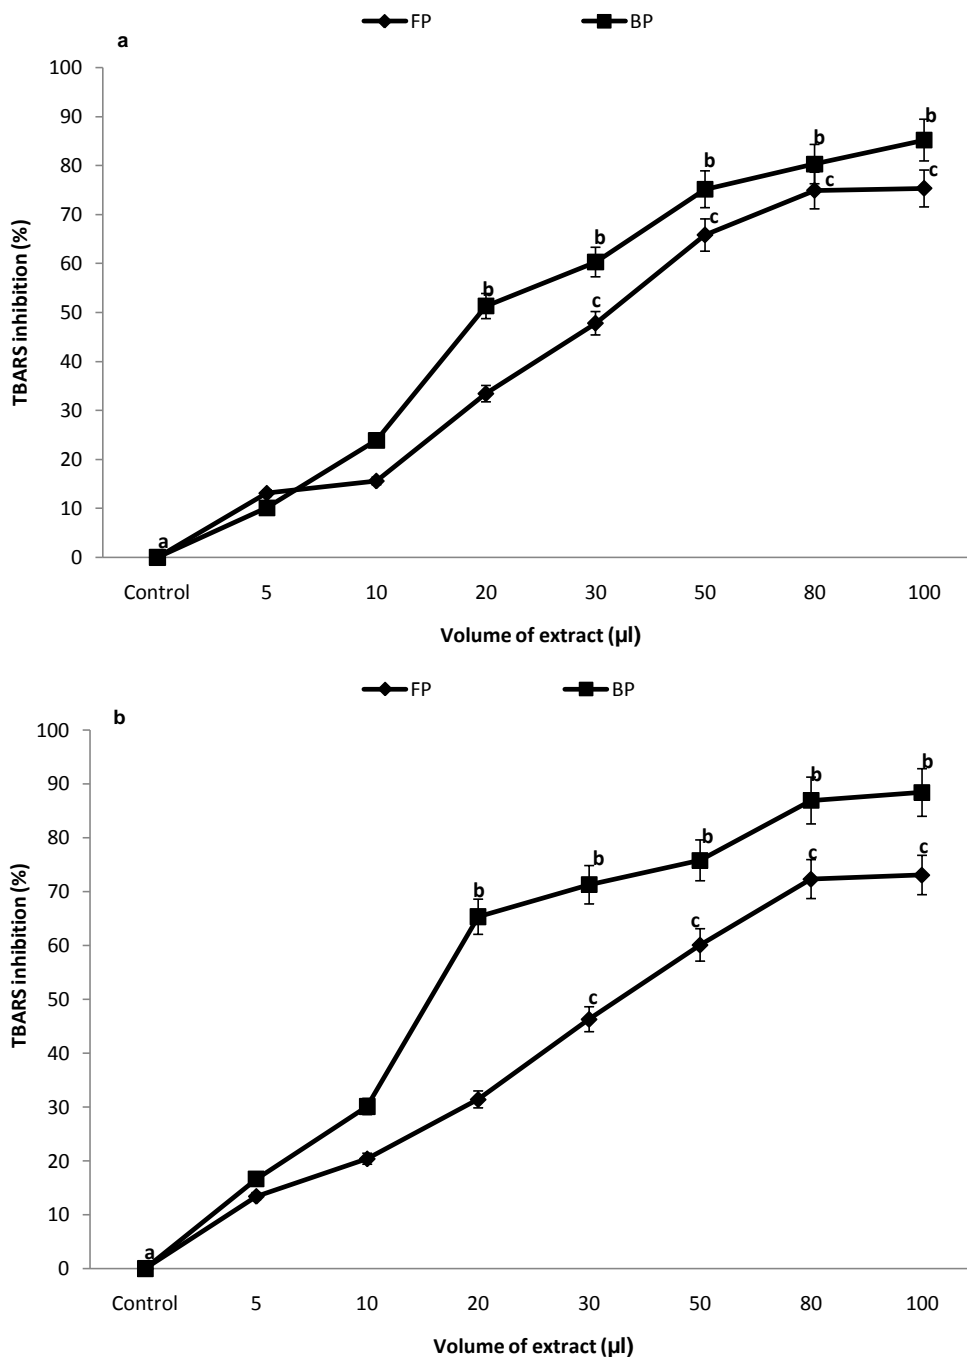 FP BP
a
100
90
80
70
60
50
40
30
20
10
0
TBARS inhibition (%)
a
b
b
b
b
b
c
c
c
c
Control 5 10 20 30 50 80 100
Volume of extract (µl)
FP BP
b
100
90
80
70
60
50
40
30
20
10
0
TBARS inhibition (%)
a
b
b
b
b
b
c
c
c
c
Control 5 10 20 30 50 80 100
Volume of extract (µl)